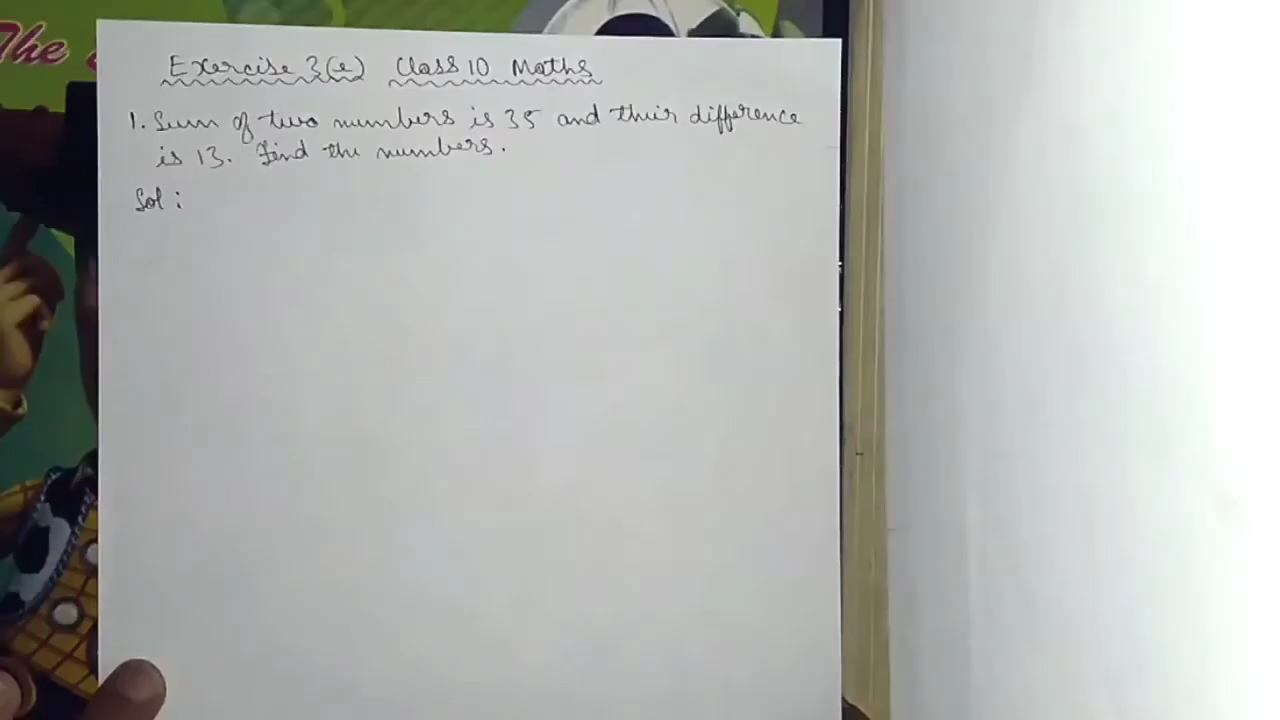 The
Exercise 3(e) Class 10 Maths
1. Sum of two numbers is 35 and their difference
is 13. Find the numbers.
Sol :